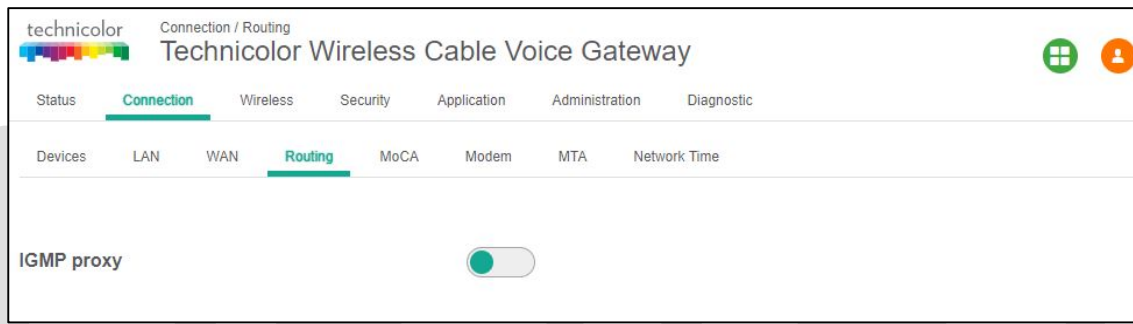 technicolor
Connection / Routing
Technicolor Wireless Cable Voice Gateway
Status Connection Wireless Security Application Administration Diagnostic
Devices LAN WAN Routing MoCA Modem MTA Network Time
IGMP proxy